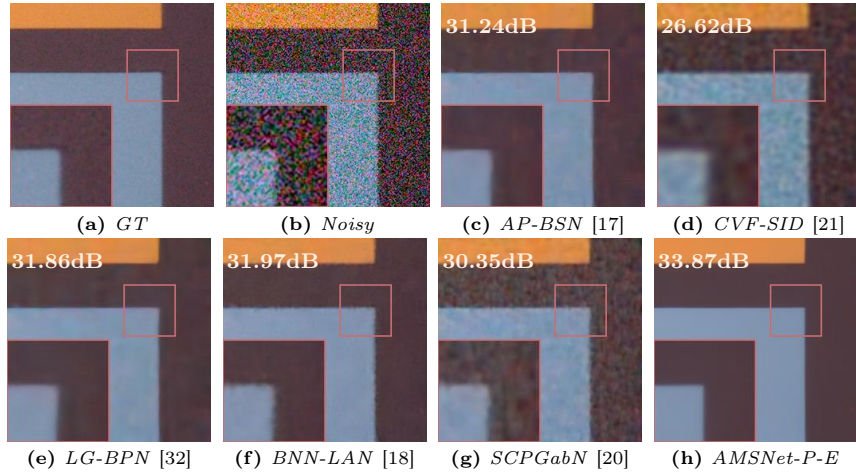 31.24dB 26.62dB
(a) GT (b) Noisy (c) AP-BSN [17] (d) CVF-SID [21]
31.86dB 31.97dB 30.35dB 33.87dB
(e) LG-BPN [32] (f) BNN-LAN [18] (g) SCPGabN [20] (h) AMSNet-P-E